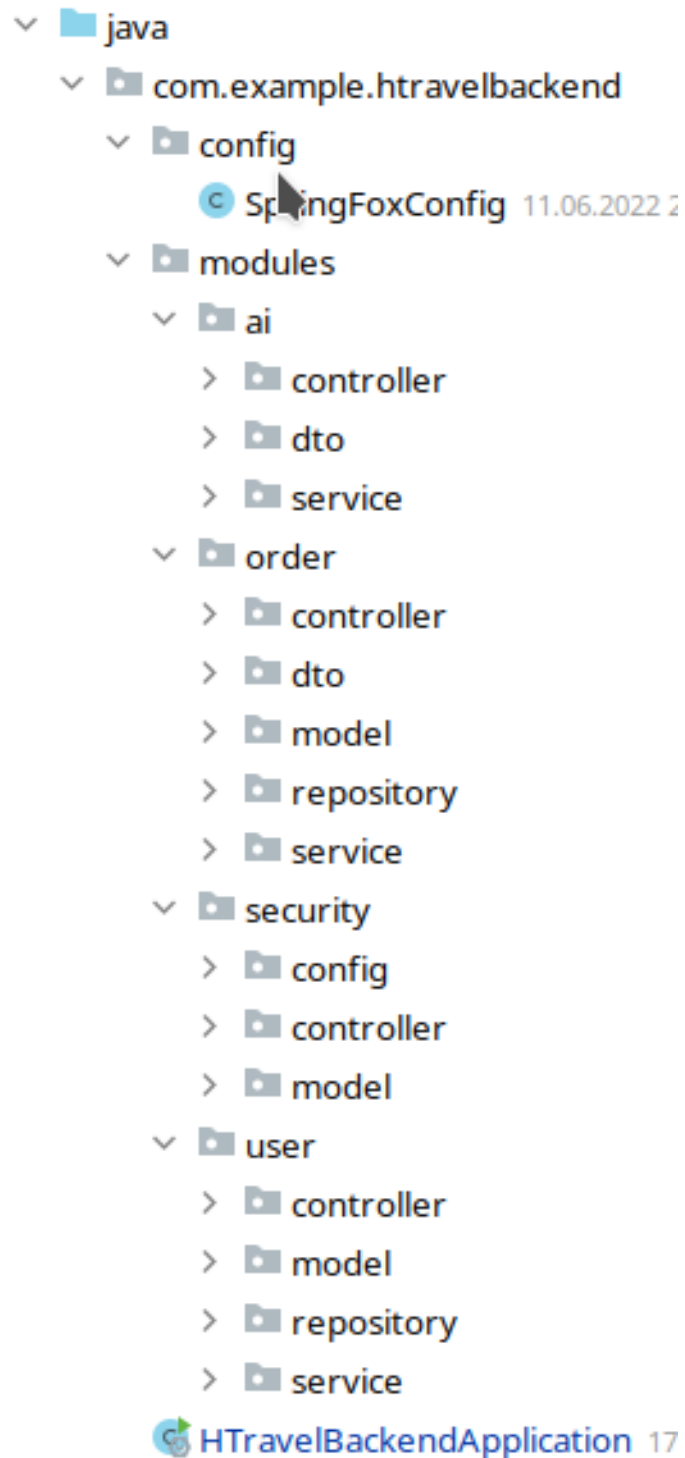 java
com.example.htravelbackend
config
SpringFoxConfig 11.06.2022 2
modules
ai
controller
dto
service
order
controller
dto
model
repository
service
security
config
controller
model
user
controller
model
repository
service
HTravelBackendApplication 17